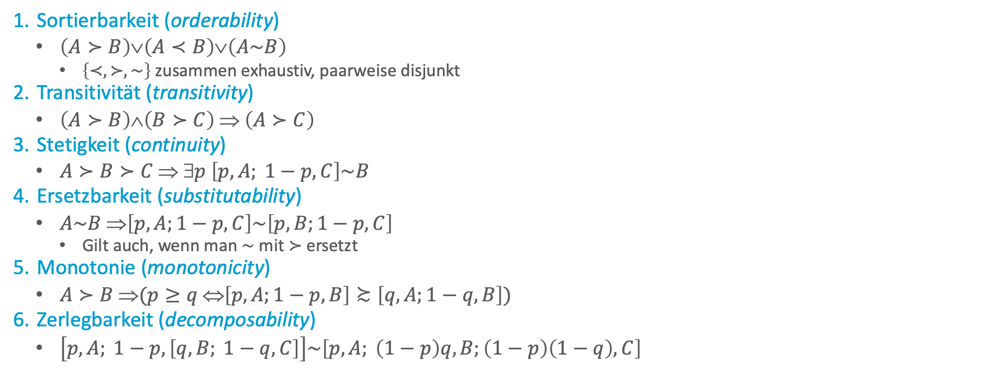 1. Sortierbarkeit (orderability)
• (A ≻ B)∨(A ≺ B)∨(A~B)
• {≺, ≻, ~} zusammen exhaustiv, paarweise disjunkt
2. Transitivität (transitivity)
• (A ≻ B)∧(B ≻ C) ⇒ (A ≻ C)
3. Stetigkeit (continuity)
• A ≻ B ≻ C ⇒ ∃p [p, A; 1 − p, C]~B
4. Ersetzbarkeit (substitutability)
• A~B ⇒[p, A; 1 − p, C]~[p, B; 1 − p, C]
• Gilt auch, wenn man ~ mit ≻ ersetzt
5. Monotonie (monotonicity)
• A ≻ B ⇒(p ≥ q ⇔[p, A; 1 − p, B] ≿ [q, A; 1 − q, B])
6. Zerlegbarkeit (decomposability)
• [p, A; 1 − p, [q, B; 1 − q, C]]~[p, A; (1 − p)q, B; (1 − p)(1 − q), C]